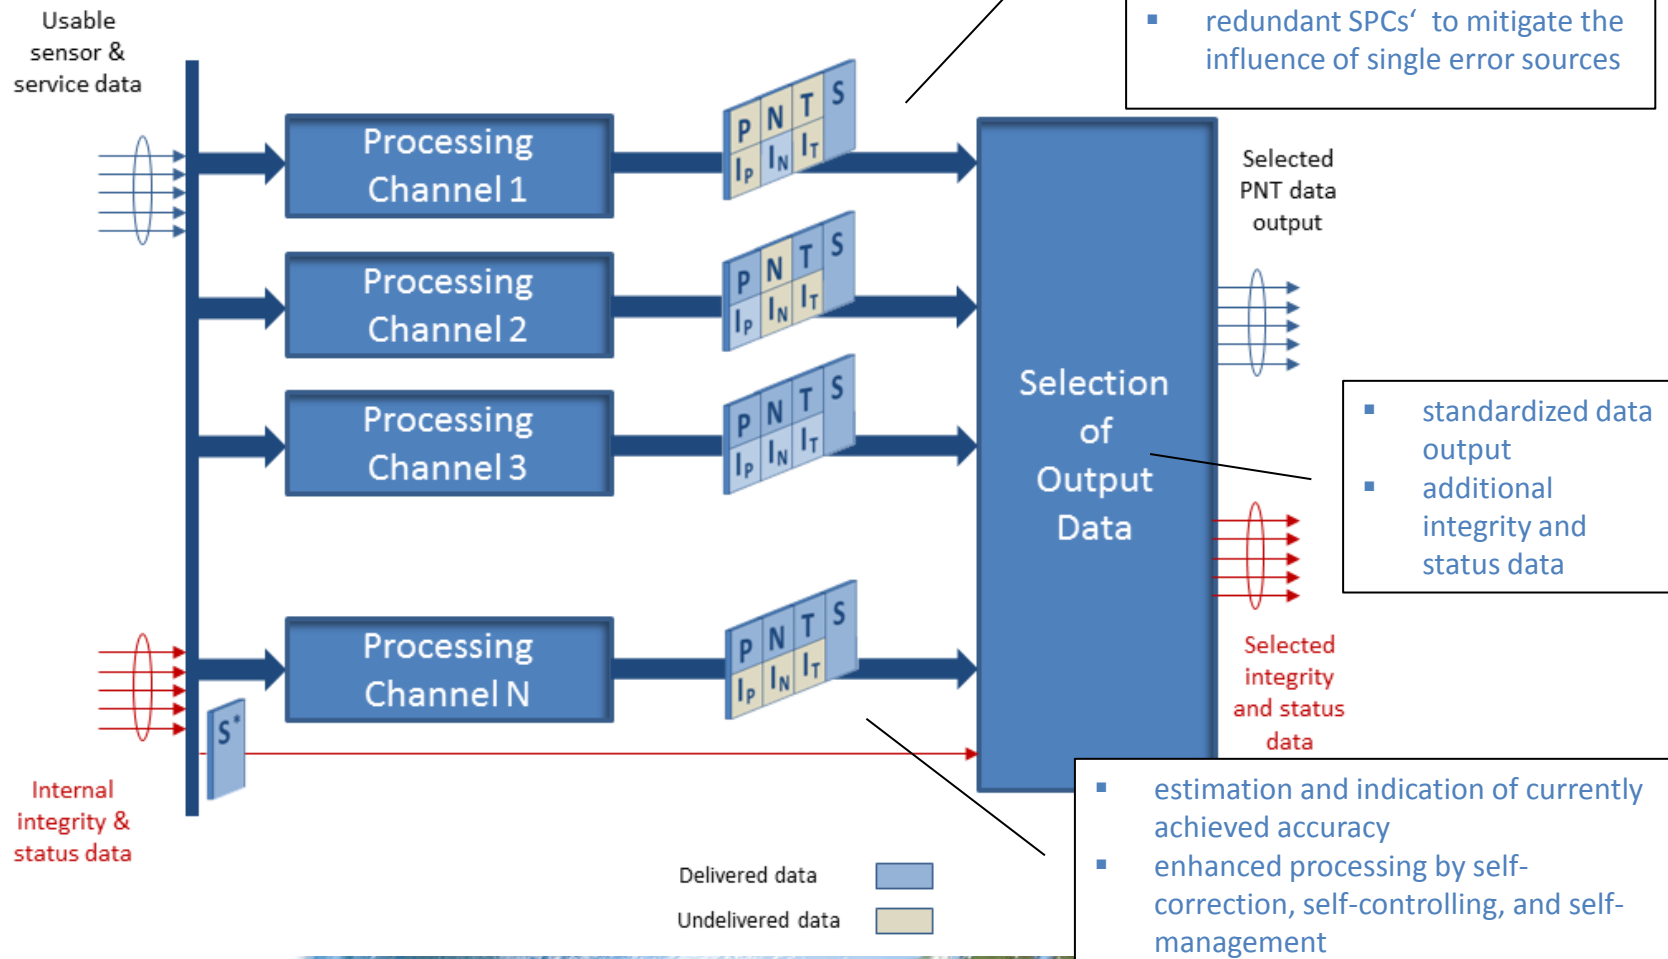 Usable
sensor &
service data
▪ redundant SPCs‘ to mitigate the
influence of single error sources
Processing
Channel 1
P N T S
IP IN IT
Selected
PNT data
output
Processing
Channel 2
P N T S
IP IN IT
Selection
of
Output
Data
▪ standardized data
output
▪ additional
integrity and
status data
Processing
Channel 3
P N T S
IP IN IT
Processing
Channel N
P N T S
IP IN IT
Selected
integrity
and status
data
S*
Internal
integrity &
status data
▪ estimation and indication of currently
achieved accuracy
▪ enhanced processing by self-
correction, self-controlling, and self-
management
Delivered data
Undelivered data